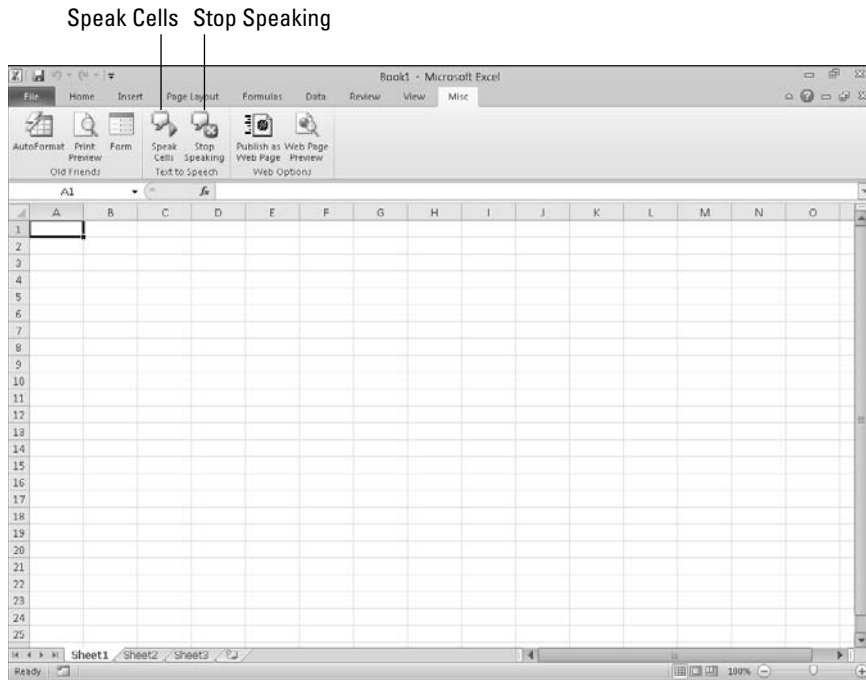 Speak Cells Stop Speaking
Book1 - Microsoft Excel
File Home Insert Page Layout Formulas Data Review View Misc
AutoFormat Print Preview Form Speak Cells Stop Speaking Publish as Web Page Web Page Preview
Old Friends Text to Speech Web Options
A1 fx
A B C D E F G H I J K L M N O
1
2
3
4
5
6
7
8
9
10
11
12
13
14
15
16
17
18
19
20
21
22
23
24
25
Sheet1 Sheet2 Sheet3
Ready 100%